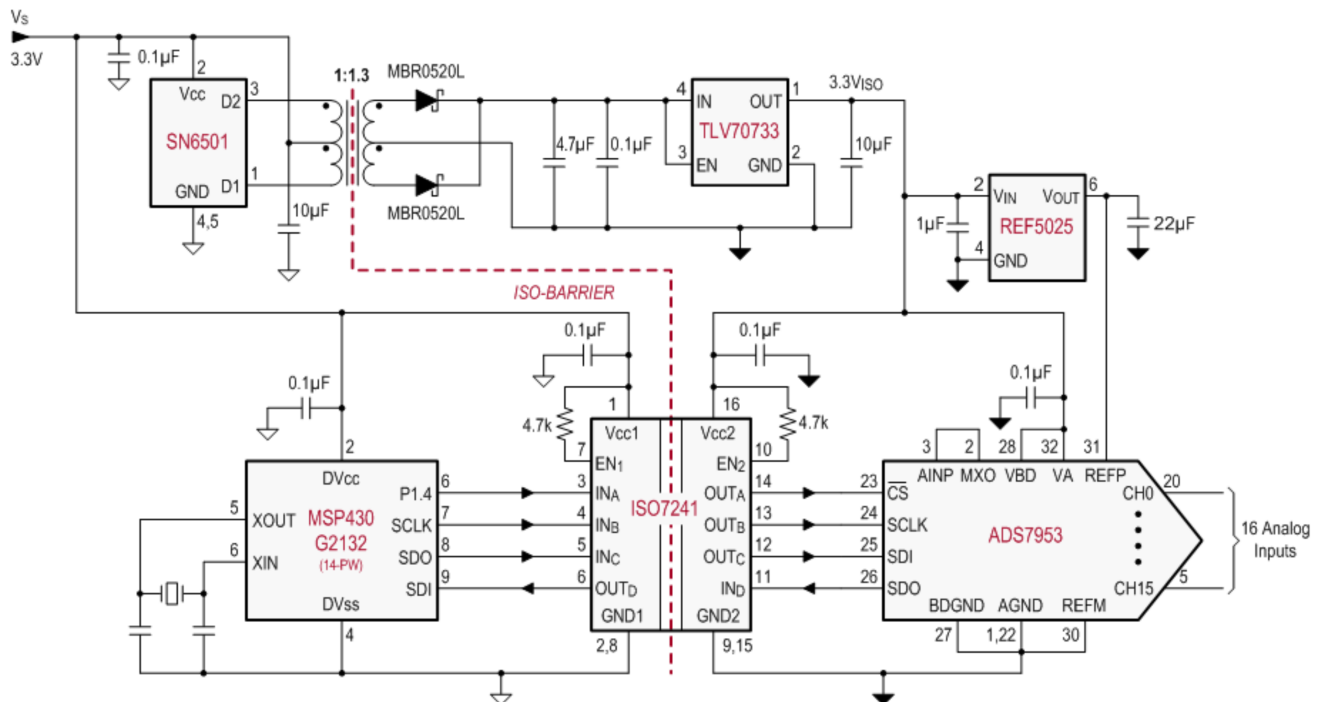 Vs
3.3V
0.1µF
2
Vcc
D2
3
SN6501
D1
1
GND
4,5
10µF
1:1.3
MBR0520L
MBR0520L
4.7µF
0.1µF
4
IN
OUT
1
TLV70733
3
EN
GND
2
3.3VISO
10µF
2
VIN
VOUT
6
REF5025
1µF
4
GND
22µF
ISO-BARRIER
0.1µF
0.1µF
0.1µF
0.1µF
4.7k
1
16
4.7k
Vcc1
Vcc2
7
EN1
EN2
10
3
INA
OUTA
14
4
INB
OUTB
13
5
INC
OUTC
12
6
OUTD
IND
11
ISO7241
GND1
GND2
2,8
9,15
2
DVcc
5
XOUT
6
XIN
MSP430
G2132
(14-PW)
P1.4
6
SCLK
7
SDO
8
SDI
9
DVss
4
3
2
28
32
31
AINP
MXO
VBD
VA
REFP
23
CS
24
SCLK
25
SDI
26
SDO
ADS7953
CH0
20
CH15
5
16 Analog
Inputs
BDGND
AGND
REFM
27
1,22
30